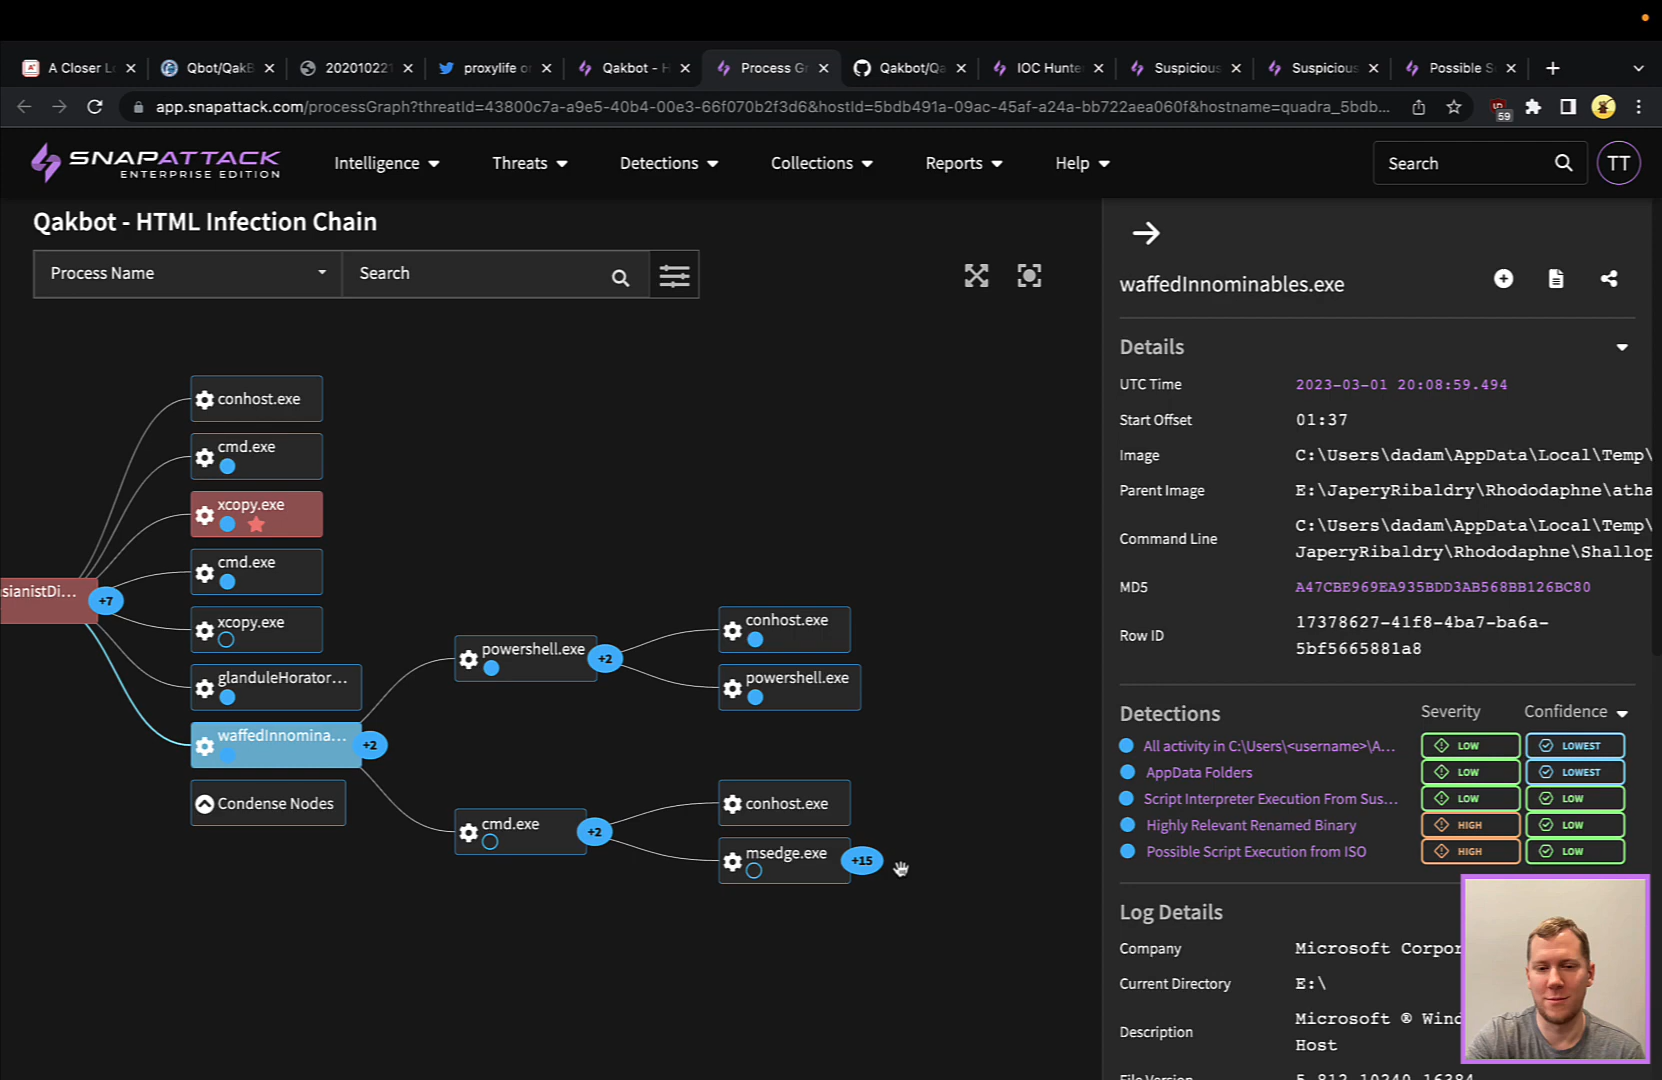 A Closer L
Qbot/QakB
202010221
proxylife o
Qakbot - H
Process G
Qakbot/Qa
IOC Hunte
Suspicious
Suspicious
Possible S
app.snapattack.com/processGraph?threatId=43800c7a-a9e5-40b4-00e3-66f070b2f3d6&hostId=5bdb491a-09ac-45af-a24a-bb722aea060f&hostname=quadra_5bdb...
59
SNAPATTACK
ENTERPRISE EDITION
Intelligence
Threats
Detections
Collections
Reports
Help
Search
TT
Qakbot - HTML Infection Chain
Process Name
Search
conhost.exe
cmd.exe
xcopy.exe
cmd.exe
sianistDi...
+7
xcopy.exe
glanduleHorator...
waffedInnomina...
+2
Condense Nodes
powershell.exe
+2
conhost.exe
powershell.exe
cmd.exe
+2
conhost.exe
msedge.exe
+15
waffedInnominables.exe
Details
UTC Time 2023-03-01 20:08:59.494
Start Offset 01:37
Image C:\Users\dadam\AppData\Local\Temp\
Parent Image E:\JaperyRibaldry\Rhododaphne\atha
Command Line C:\Users\dadam\AppData\Local\Temp\
JaperyRibaldry\Rhododaphne\Shallop
MD5 A47CBE969EA935BDD3AB568BB126BC80
Row ID 17378627-41f8-4ba7-ba6a-
5bf5665881a8
Detections Severity Confidence
All activity in C:\Users\<username>\A... LOW LOWEST
AppData Folders LOW LOWEST
Script Interpreter Execution From Sus... LOW LOW
Highly Relevant Renamed Binary HIGH LOW
Possible Script Execution from ISO HIGH LOW
Log Details
Company Microsoft Corpor
Current Directory E:\
Description Microsoft ® Wind
Host
File Version 5.812.10240.16384